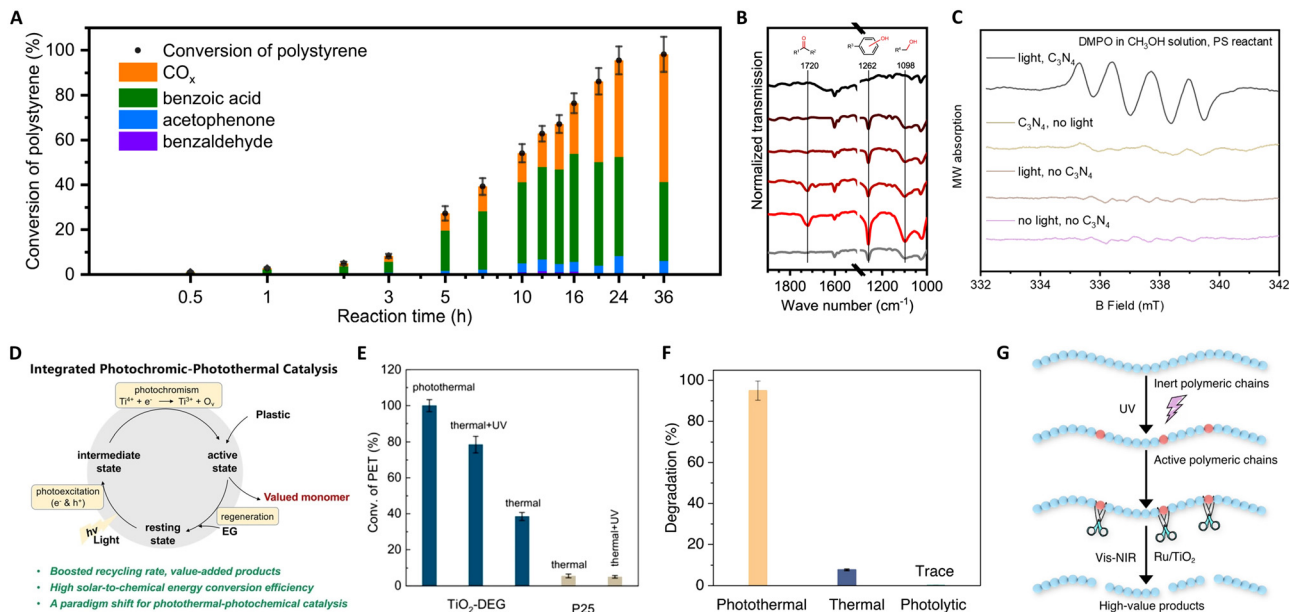 A
Conversion of polystyrene (%)
100
80
60
40
20
0
Conversion of polystyrene
COx
benzoic acid
acetophenone
benzaldehyde
0.5
1
3
5
10
16
24
36
Reaction time (h)
B
Normalized transmission
O
R¹
R²
R³
OH
R⁴
OH
1720
1262
1098
1800
1600
1200
1000
Wave number (cm⁻¹)
C
MW absorption
DMPO in CH₃OH solution, PS reactant
light, C₃N₄
C₃N₄, no light
light, no C₃N₄
no light, no C₃N₄
332
334
336
338
340
342
B Field (mT)
D
Integrated Photochromic-Photothermal Catalysis
photochromism
Ti⁴⁺ + e⁻ → Ti³⁺ + Oᵥ
Plastic
intermediate
state
active
state
Valued monomer
photoexcitation
(e⁻ & h⁺)
regeneration
EG
resting
state
hν
Light
• Boosted recycling rate, value-added products
• High solar-to-chemical energy conversion efficiency
• A paradigm shift for photothermal-photochemical catalysis
E
Conv. of PET (%)
120
100
80
60
40
20
0
photothermal
thermal+UV
thermal
thermal
thermal+UV
TiO₂-DEG
P25
F
Degradation (%)
100
80
60
40
20
0
Trace
Photothermal
Thermal
Photolytic
G
Inert polymeric chains
UV
Active polymeric chains
Vis-NIR
Ru/TiO₂
High-value products